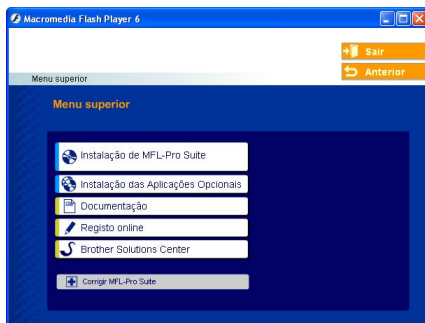 Macromedia Flash Player 6
Sair
Anterior
Menu superior
Menu superior
Instalação de MFL-Pro Suite
Instalação das Aplicações Opcionais
Documentação
Registo online
Brother Solutions Center
Corrigir MFL-Pro Suite